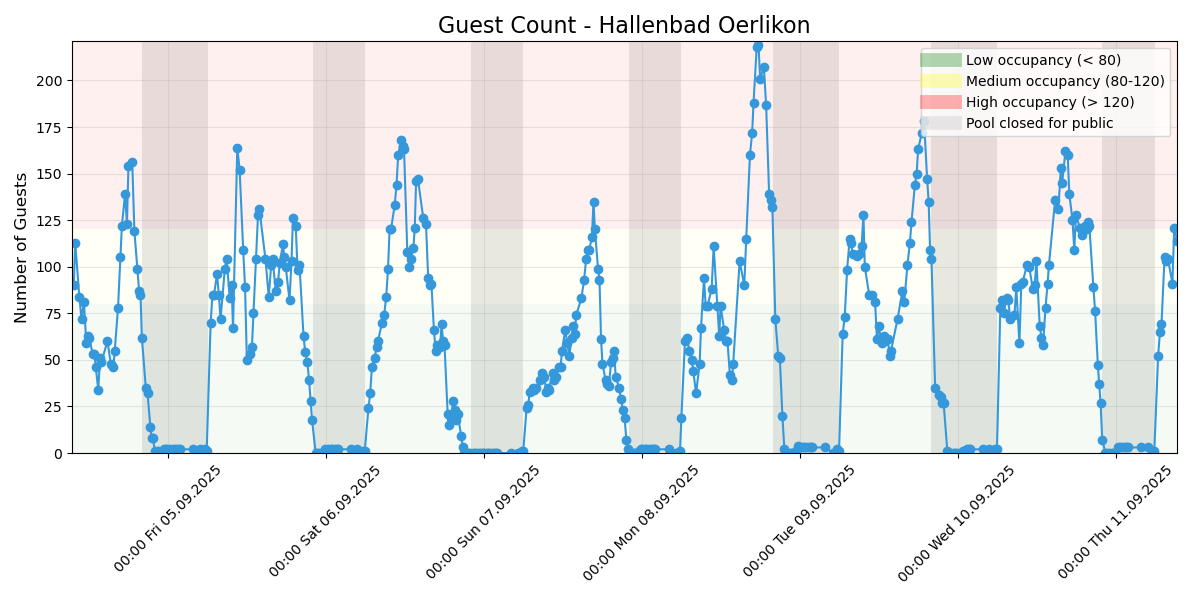 Guest Count - Hallenbad Oerlikon
Number of Guests
200
175
150
125
100
75
50
25
0
Low occupancy (< 80)
Medium occupancy (80-120)
High occupancy (> 120)
Pool closed for public
00:00 Fri 05.09.2025
00:00 Sat 06.09.2025
00:00 Sun 07.09.2025
00:00 Mon 08.09.2025
00:00 Tue 09.09.2025
00:00 Wed 10.09.2025
00:00 Thu 11.09.2025